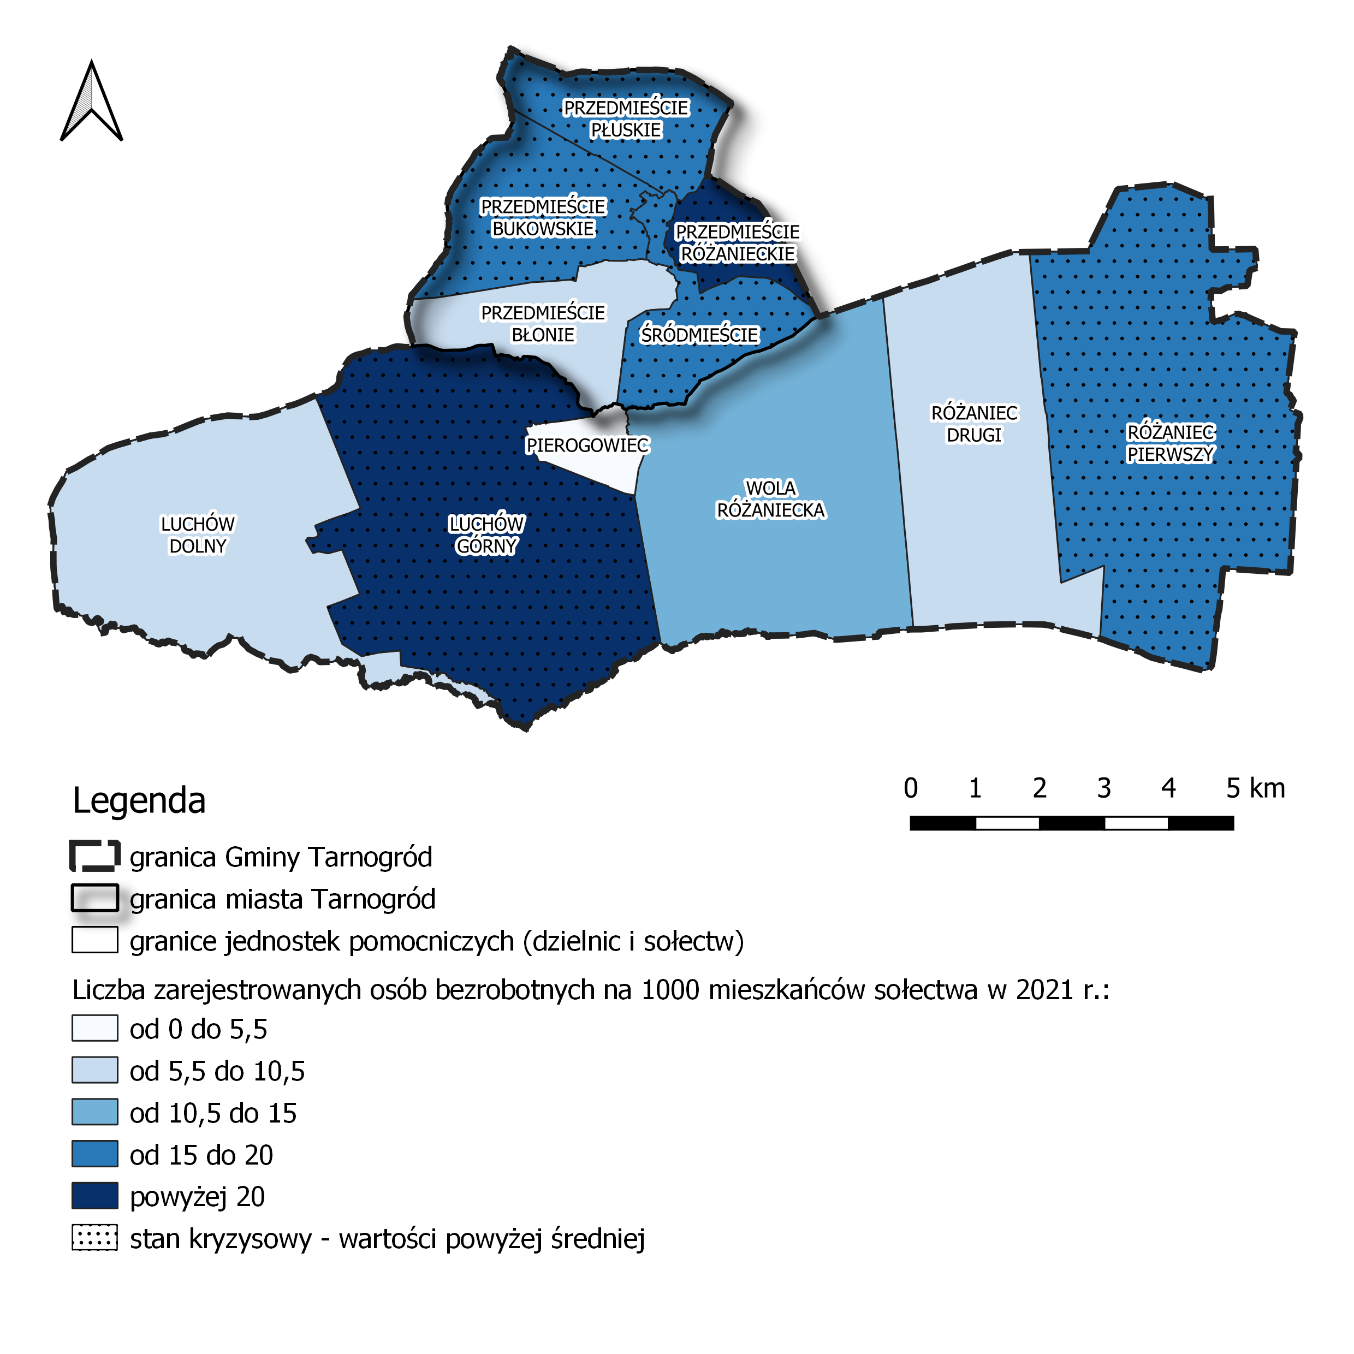 PRZEDMIEŚCIE
PŁUSKIE
PRZEDMIEŚCIE
BUKOWSKIE
PRZEDMIEŚCIE
RÓŻANIECKIE
PRZEDMIEŚCIE
BŁONIE
ŚRÓDMIEŚCIE
RÓŻANIEC
DRUGI
RÓŻANIEC
PIERWSZY
PIEROGOWIEC
WOLA
RÓŻANIECKA
LUCHÓW
DOLNY
LUCHÓW
GÓRNY
0 1 2 3 4 5 km
Legenda
granica Gminy Tarnogród
granica miasta Tarnogród
granice jednostek pomocniczych (dzielnic i sołectw)
Liczba zarejestrowanych osób bezrobotnych na 1000 mieszkańców sołectwa w 2021 r.:
od 0 do 5,5
od 5,5 do 10,5
od 10,5 do 15
od 15 do 20
powyżej 20
stan kryzysowy - wartości powyżej średniej